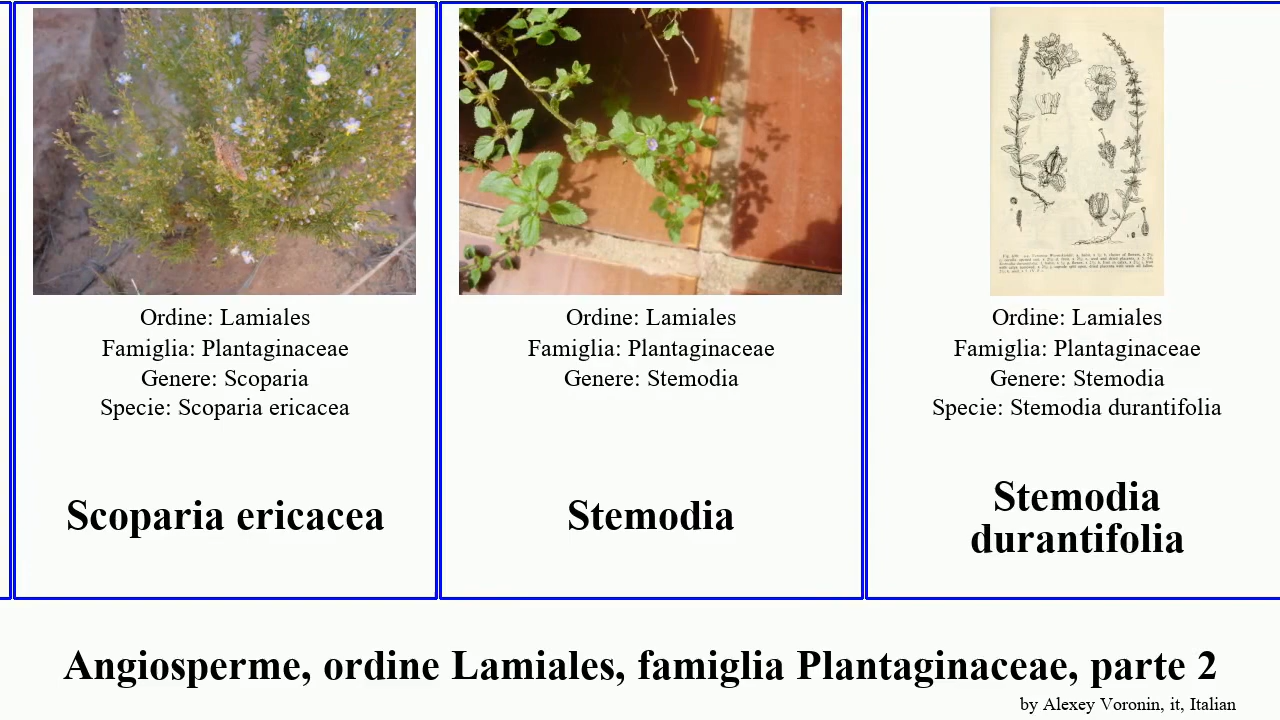 Ordine: Lamiales
Famiglia: Plantaginaceae
Genere: Scoparia
Specie: Scoparia ericacea
Scoparia ericacea
Ordine: Lamiales
Famiglia: Plantaginaceae
Genere: Stemodia
Stemodia
Ordine: Lamiales
Famiglia: Plantaginaceae
Genere: Stemodia
Specie: Stemodia durantifolia
Stemodia
durantifolia
Angiosperme, ordine Lamiales, famiglia Plantaginaceae, parte 2
by Alexey Voronin, it, Italian